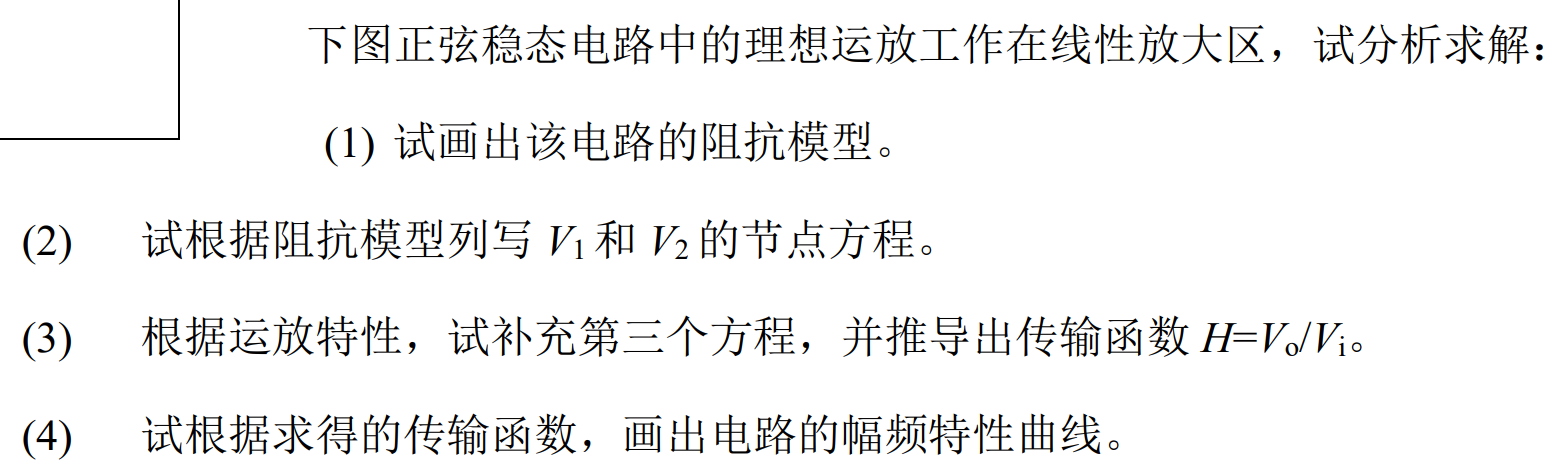 下图正弦稳态电路中的理想运放工作在线性放大区，试分析求解：
(1) 试画出该电路的阻抗模型。
(2) 试根据阻抗模型列写 V1 和 V2 的节点方程。
(3) 根据运放特性，试补充第三个方程，并推导出传输函数 H=Vo/Vi。
(4) 试根据求得的传输函数，画出电路的幅频特性曲线。